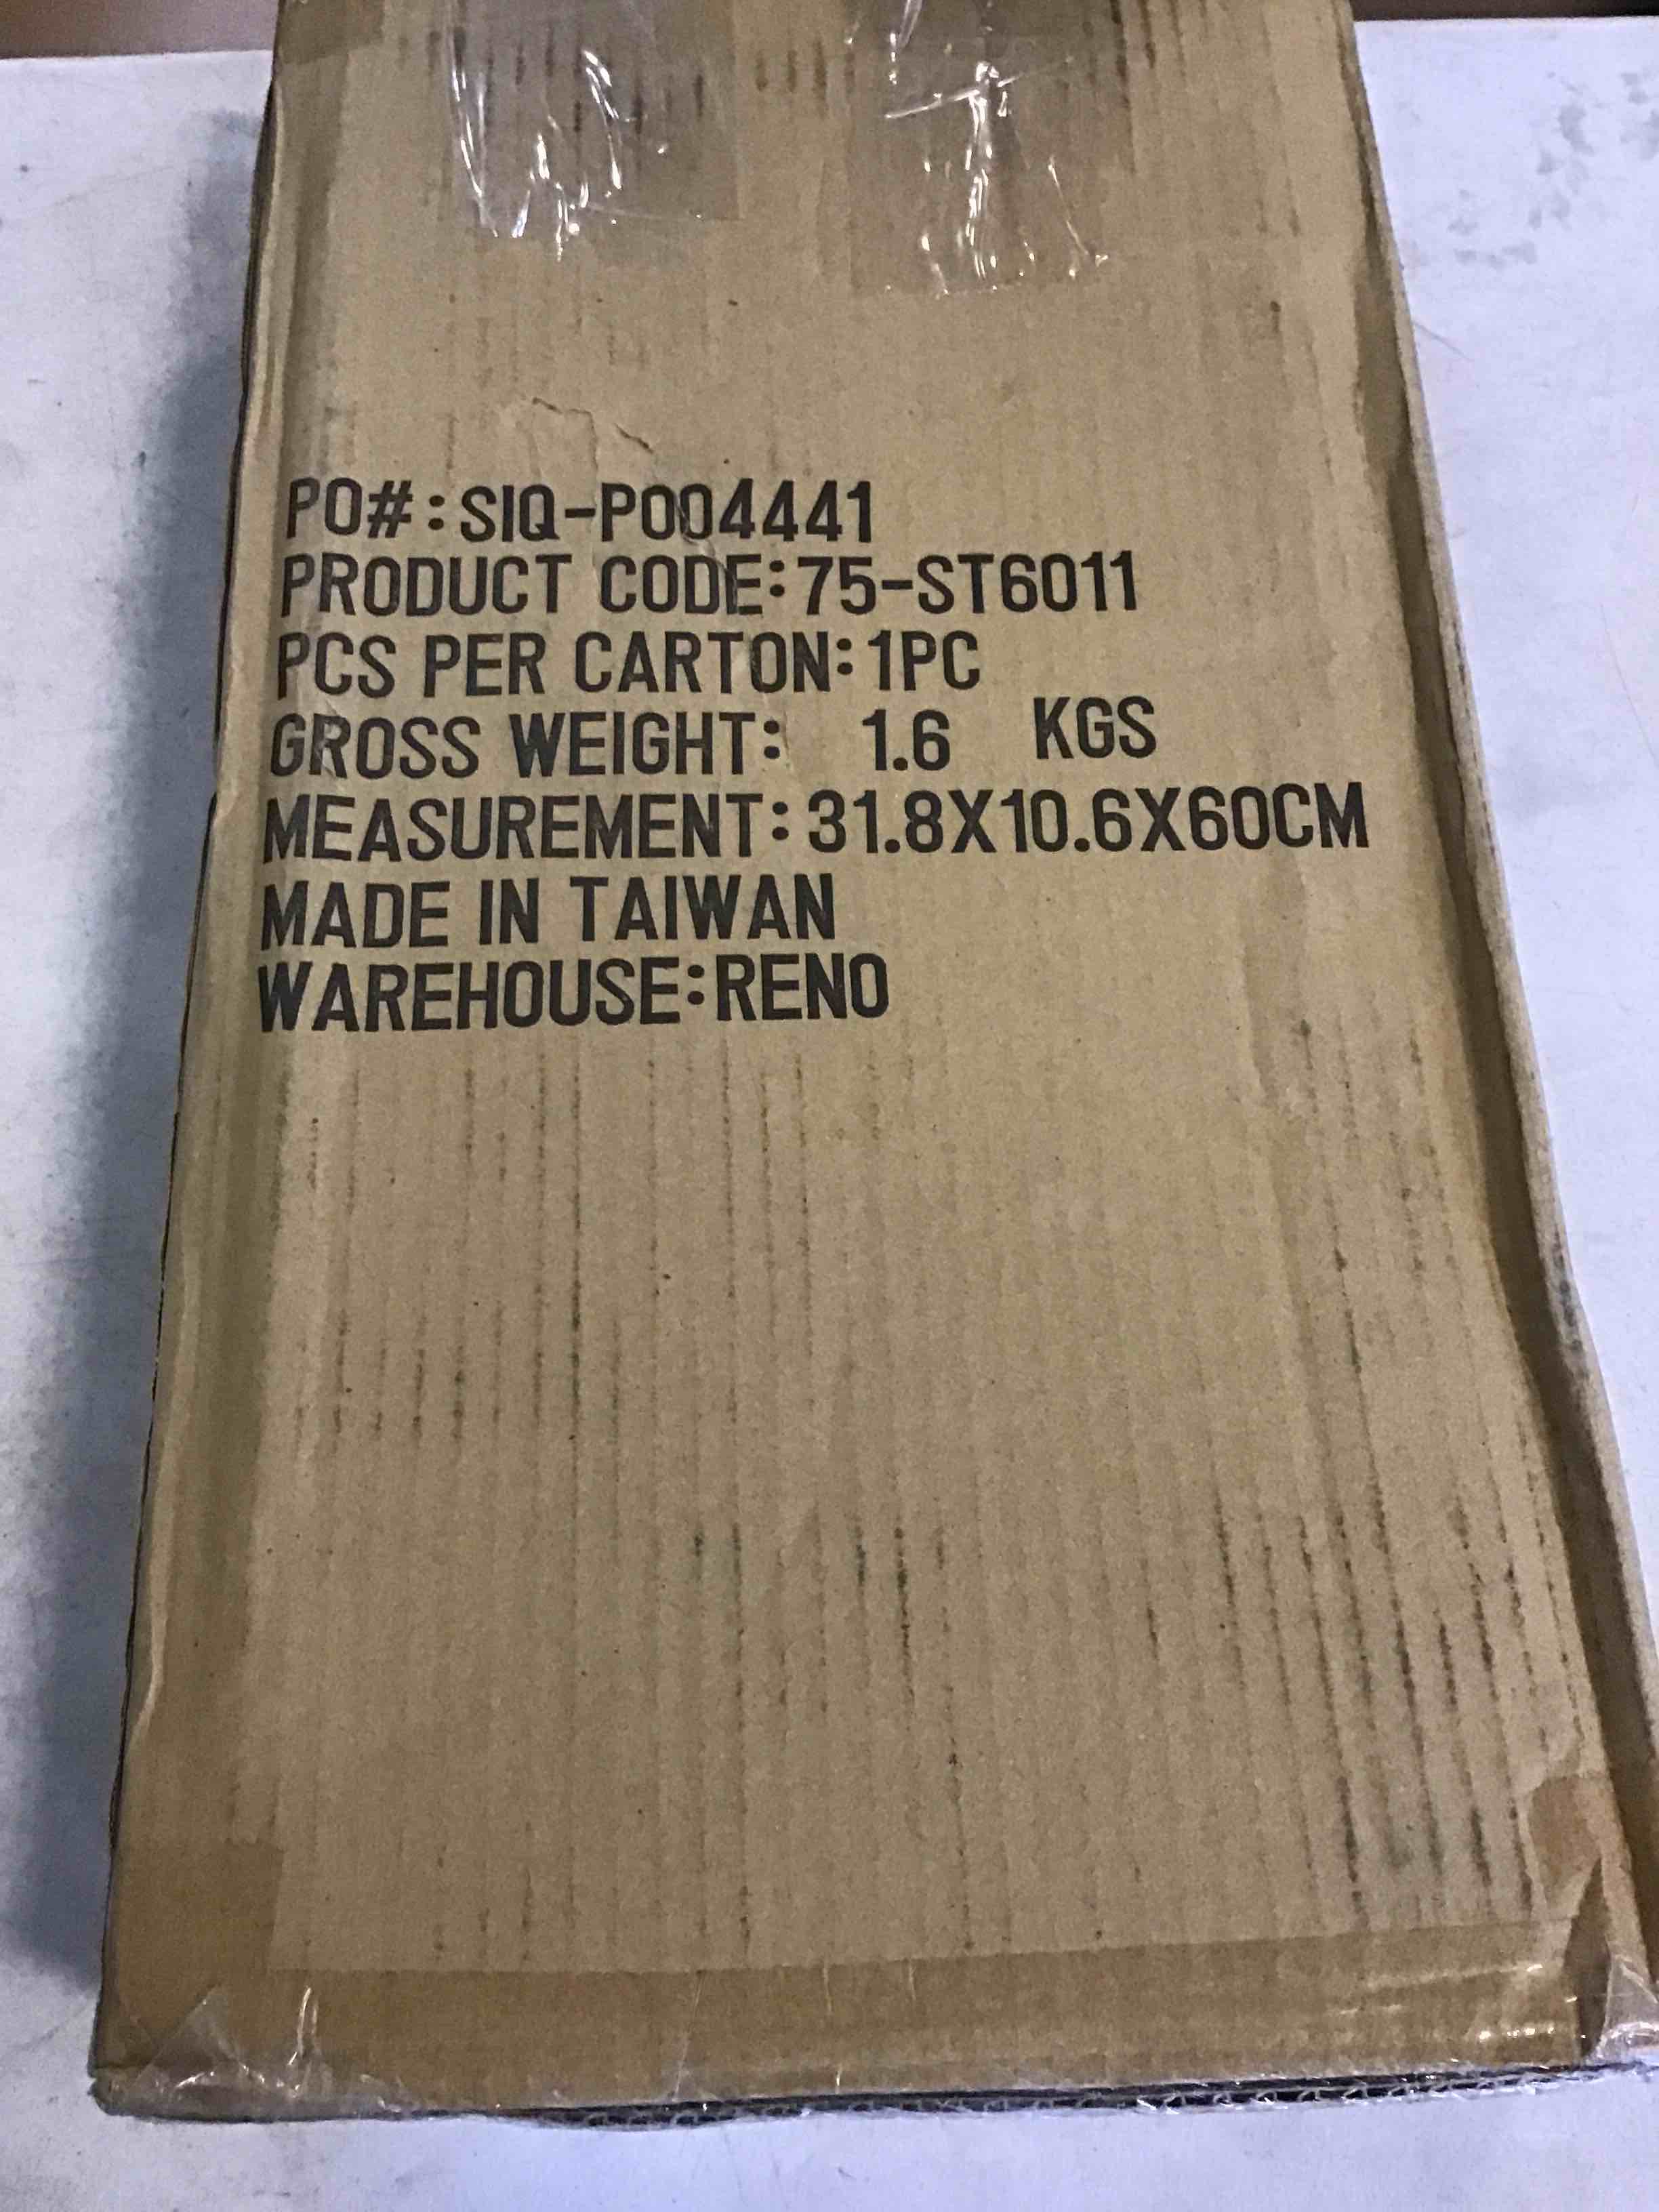 PO#:SIQ-P004441
PRODUCT CODE:75-ST6011
PCS PER CARTON:1PC
GROSS WEIGHT: 1.6 KGS
MEASUREMENT:31.8X10.6X60CM
MADE IN TAIWAN
WAREHOUSE:RENO